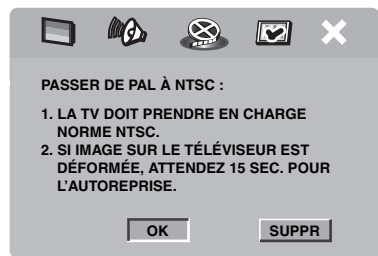 PASSER DE PAL À NTSC :
1. LA TV DOIT PRENDRE EN CHARGE
NORME NTSC.
2. SI IMAGE SUR LE TÉLÉVISEUR EST
DÉFORMÉE, ATTENDEZ 15 SEC. POUR
L'AUTOREPRISE.
OK SUPPR